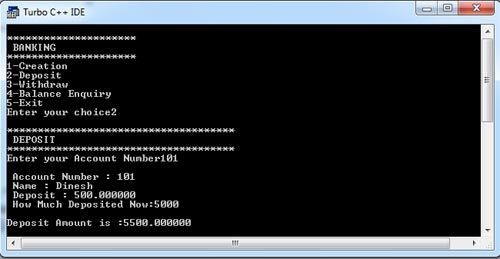 Turbo C++ IDE
*********************
BANKING
*********************
1-Creation
2-Deposit
3-Withdraw
4-Balance Enquiry
5-Exit
Enter your choice2
*************************************
DEPOSIT
*************************************
Enter your Account Number101
Account Number : 101
Name : Dinesh
Deposit : 500.000000
How Much Deposited Now:5000
Deposit Amount is :5500.000000